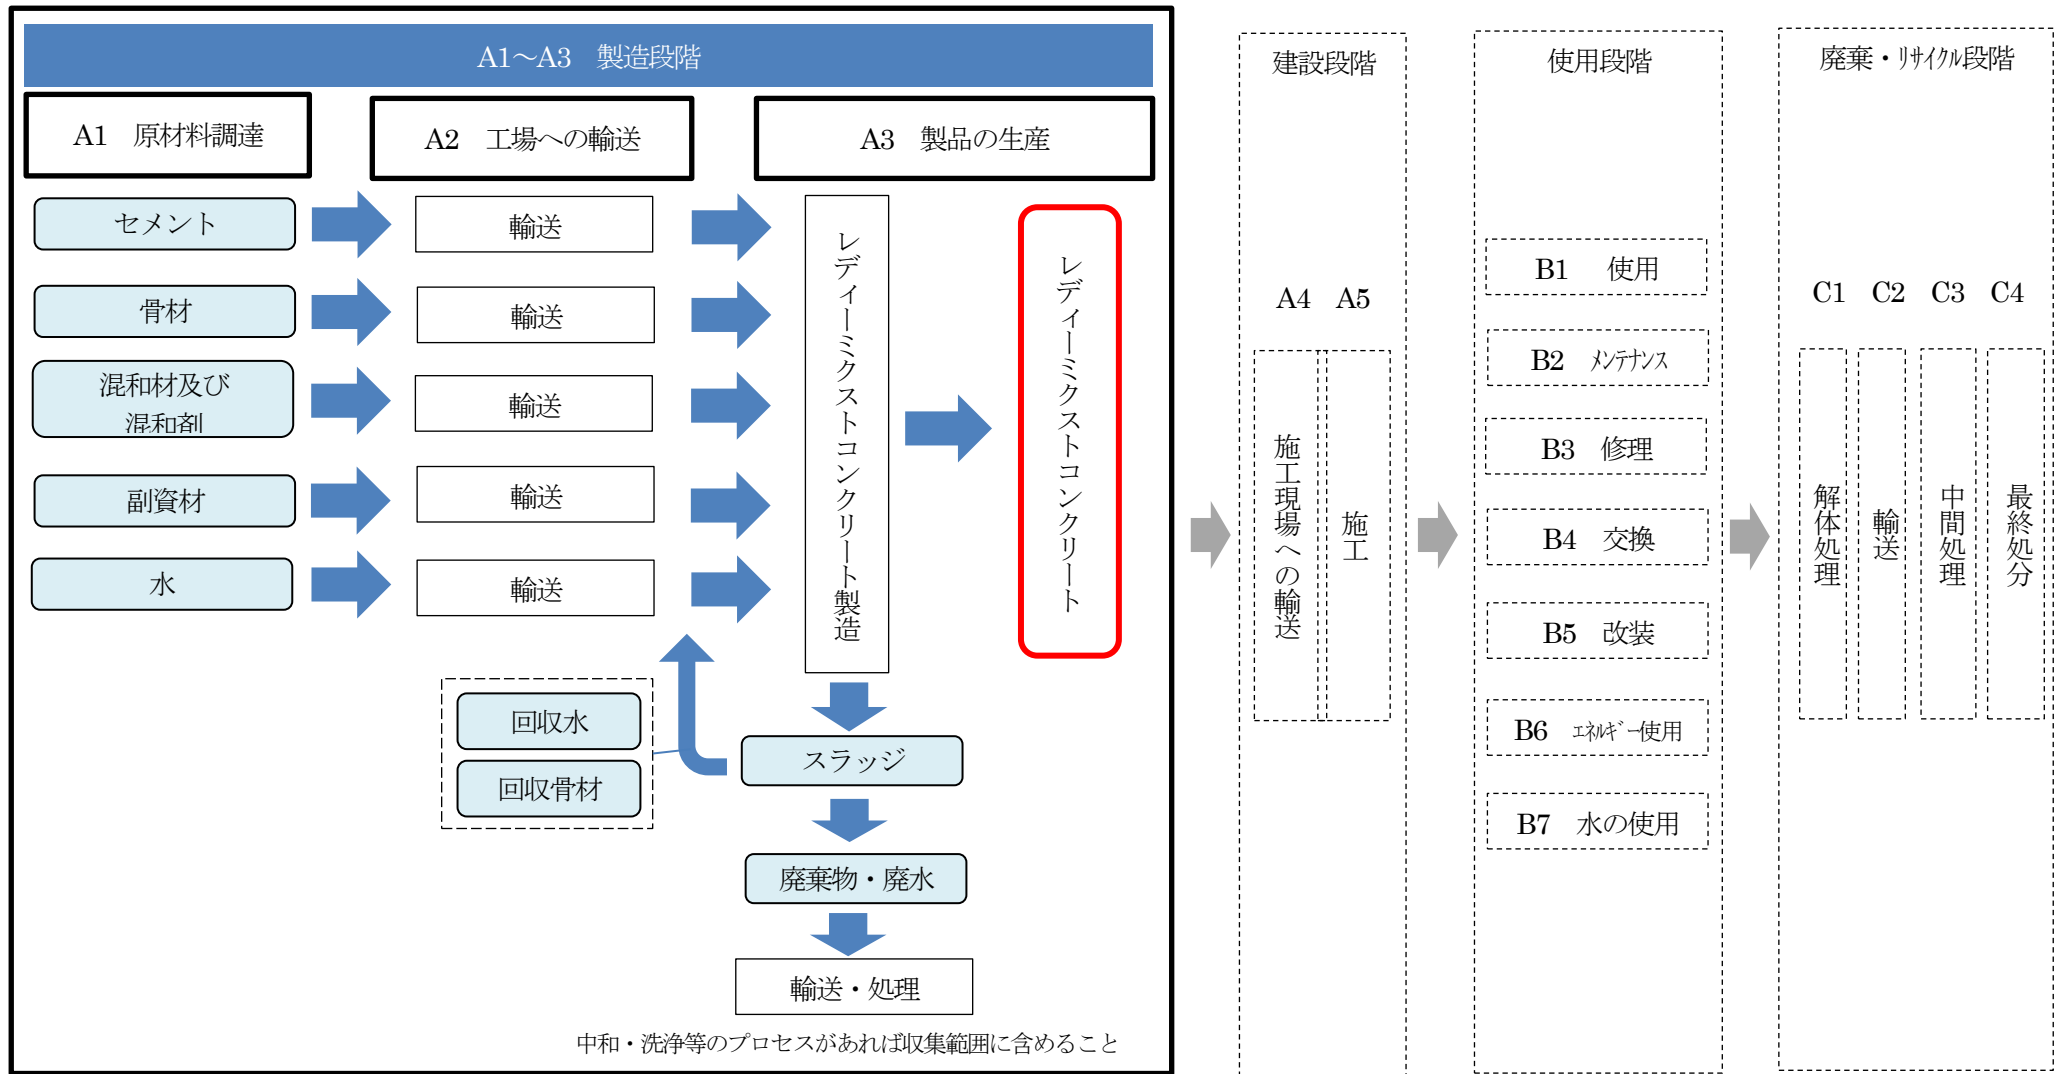 A1～A3　製造段階
A1　原材料調達
A2　工場への輸送
A3　製品の生産
セメント
輸送
骨材
輸送
混和材及び
混和剤
輸送
副資材
輸送
水
輸送
レディーミクストコンクリート製造
レディーミクストコンクリート
回収水
回収骨材
スラッジ
廃棄物・廃水
輸送・処理
中和・洗浄等のプロセスがあれば収集範囲に含めること
建設段階
A4　A5
施工現場への輸送
施工
使用段階
B1　使用
B2　ﾒﾝﾃﾅﾝｽ
B3　修理
B4　交換
B5　改装
B6　ｴﾈﾙｷﾞｰ使用
B7　水の使用
廃棄・ﾘｻｲｸﾙ段階
C1　C2　C3　C4
解体処理
輸送
中間処理
最終処分